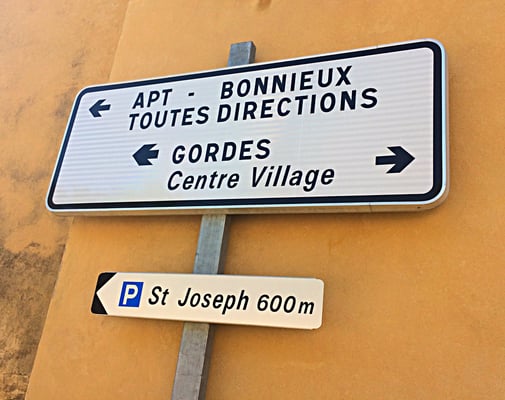 APT - BONNIEUX
TOUTES DIRECTIONS
GORDES
Centre Village
P St Joseph 600m